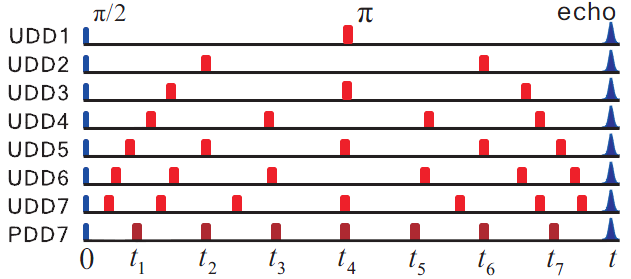 π/2 π echo
UDD1
UDD2
UDD3
UDD4
UDD5
UDD6
UDD7
PDD7
0 t₁ t₂ t₃ t₄ t₅ t₆ t₇ t